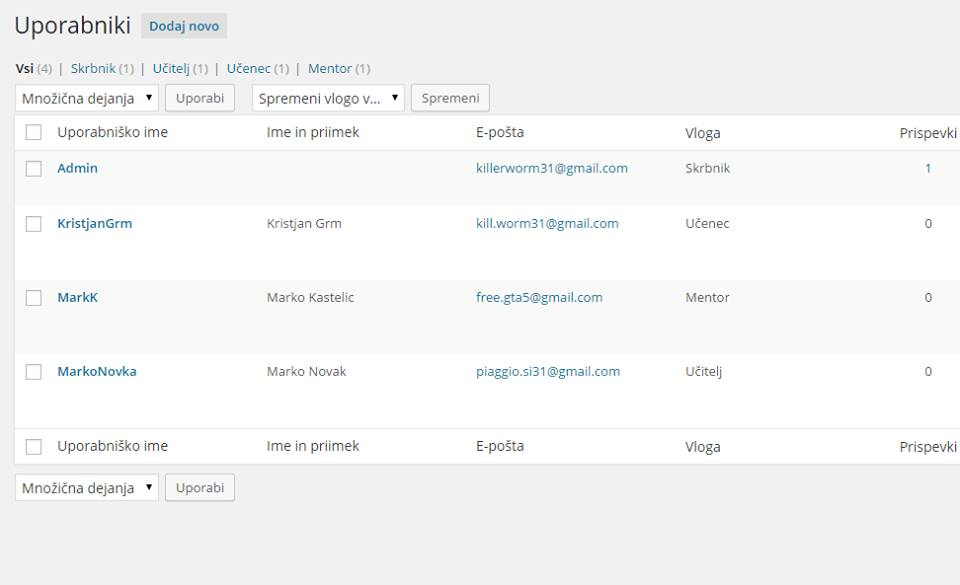 Uporabniki Dodaj novo
Vsi (4) | Skrbnik (1) | Učitelj (1) | Učenec (1) | Mentor (1)
Množična dejanja Uporabi Spremeni vlogo v... Spremeni
Uporabniško ime Ime in priimek E-pošta Vloga Prispevki
Admin killerworm31@gmail.com Skrbnik 1
KristjanGrm Kristjan Grm kill.worm31@gmail.com Učenec 0
MarkK Marko Kastelic free.gta5@gmail.com Mentor 0
MarkoNovka Marko Novak piaggio.si31@gmail.com Učitelj 0
Uporabniško ime Ime in priimek E-pošta Vloga Prispevki
Množična dejanja Uporabi